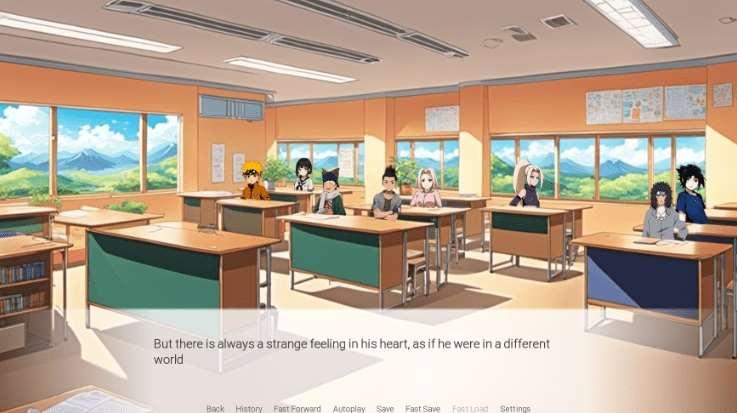 But there is always a strange feeling in his heart, as if he were in a different
world
Back History Fast Forward Autoplay Save Fast Save Fast Load Settings